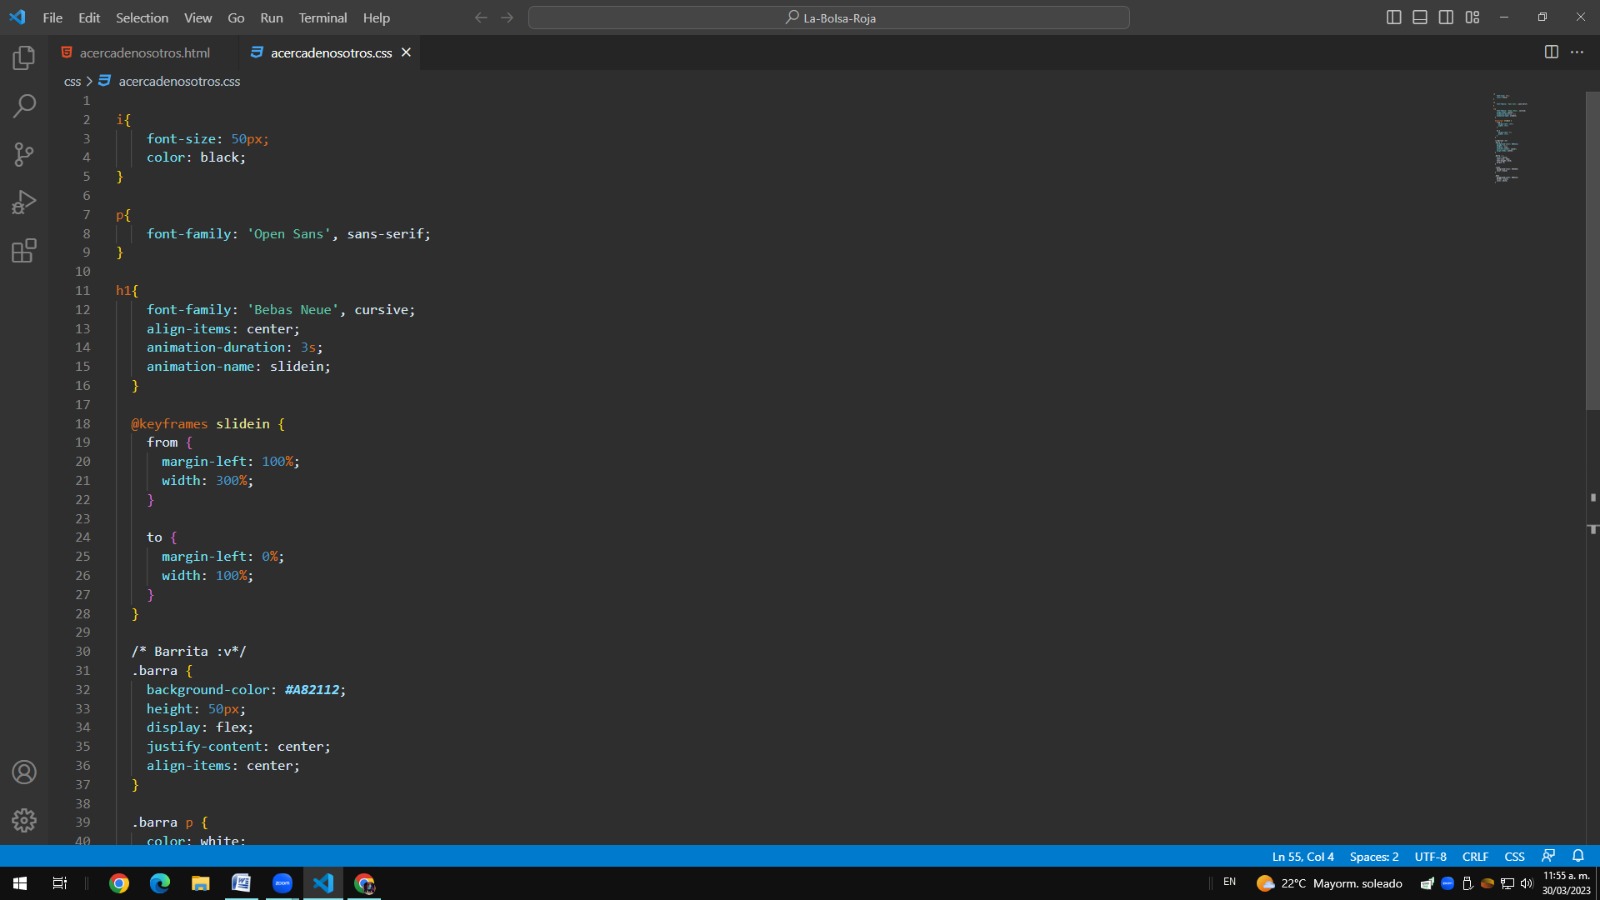 File Edit Selection View Go Run Terminal Help
La-Bolsa-Roja
acercadenosotros.html
acercadenosotros.css
css > acercadenosotros.css
1
2 i{
3 font-size: 50px;
4 color: black;
5 }
6
7 p{
8 font-family: 'Open Sans', sans-serif;
9 }
10
11 h1{
12 font-family: 'Bebas Neue', cursive;
13 align-items: center;
14 animation-duration: 3s;
15 animation-name: slidein;
16 }
17
18 @keyframes slidein {
19 from {
20 margin-left: 100%;
21 width: 300%;
22 }
23
24 to {
25 margin-left: 0%;
26 width: 100%;
27 }
28 }
29
30 /* Barrita :v*/
31 .barra {
32 background-color: #A82112;
33 height: 50px;
34 display: flex;
35 justify-content: center;
36 align-items: center;
37 }
38
39 .barra p {
40 color: white;
Ln 55, Col 4 Spaces: 2 UTF-8 CRLF CSS
zoom
EN 22°C Mayorm. soleado
11:55 a. m.
30/03/2023